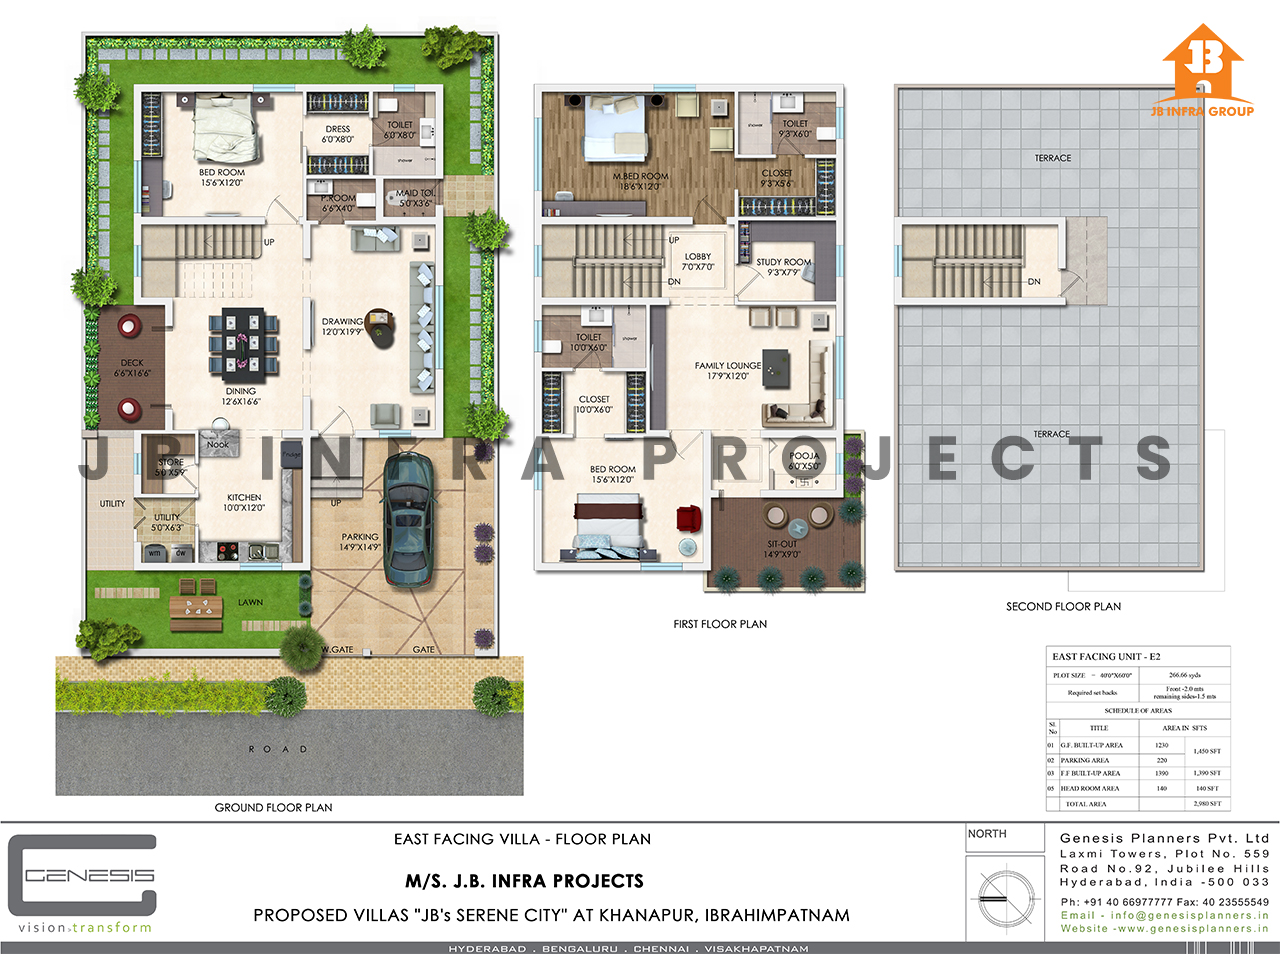 JB
JB INFRA GROUP
BED ROOM
15'6"X12'0"
DRESS
6'0"X8'0"
TOILET
6'0"X8'0"
shower
P.ROOM
6'6"X4'0"
MAID TOI.
5'0"X3'6"
UP
DRAWING
12'0"X19'9"
DECK
6'6"X16'6"
DINING
12'6X16'6"
Nook
Fridge
STORE
5'0"X5'9"
KITCHEN
10'0"X12'0"
UTILITY
UTILITY
5'0"X6'3"
wm
dw
UP
PARKING
14'9"X14'9"
LAWN
W.GATE
GATE
ROAD
GROUND FLOOR PLAN
M.BED ROOM
18'6"X12'0"
shower
TOILET
9'3"X6'0"
CLOSET
9'3"X5'6"
UP
DN
LOBBY
7'0"X7'0"
STUDY ROOM
9'3"X7'9"
TOILET
10'0"X6'0"
shower
FAMILY LOUNGE
17'9"X12'0"
CLOSET
10'0"X6'0"
BED ROOM
15'6"X12'0"
POOJA
6'0"X5'0"
SIT-OUT
14'9"X9'0"
FIRST FLOOR PLAN
TERRACE
DN
TERRACE
SECOND FLOOR PLAN
JB INFRA PROJECTS
EAST FACING UNIT - E2
PLOT SIZE = 40'0"X60'0" 266.66 syds
Required set backs Front -2.0 mts
remaining sides-1.5 mts
SCHEDULE OF AREAS
Sl. No TITLE AREA IN SFTS
01 G.F. BUILT-UP AREA 1230 1,450 SFT
02 PARKING AREA 220
03 F.F BUILT-UP AREA 1390 1,390 SFT
05 HEAD ROOM AREA 140 140 SFT
TOTAL AREA 2,980 SFT
GENESIS
vision>transform
EAST FACING VILLA - FLOOR PLAN
M/S. J.B. INFRA PROJECTS
PROPOSED VILLAS "JB's SERENE CITY" AT KHANAPUR, IBRAHIMPATNAM
NORTH
Genesis Planners Pvt. Ltd
Laxmi Towers, Plot No. 559
Road No.92, Jubilee Hills
Hyderabad, India -500 033
Ph: +91 40 66977777 Fax: 40 23555549
Email - info@genesisplanners.in
Website -www.genesisplanners.in
HYDERABAD . BENGALURU . CHENNAI . VISAKHAPATNAM